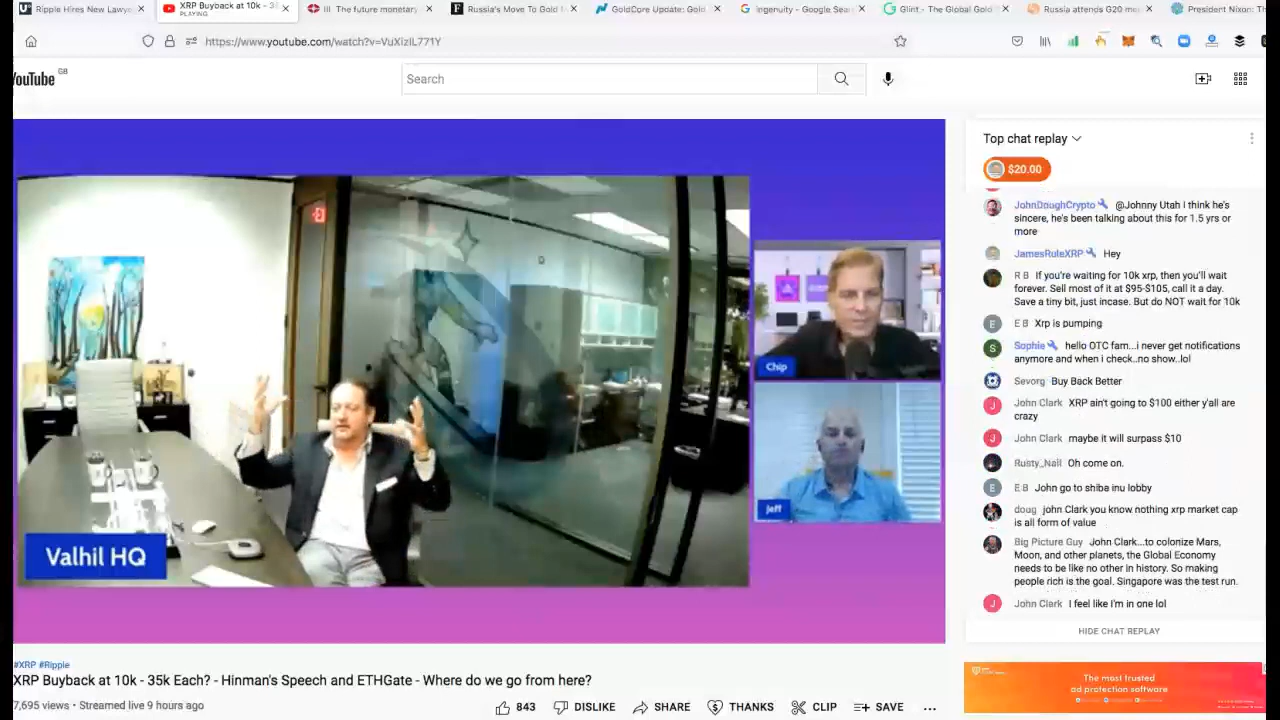 Ripple Hires New Lawye
XRP Buyback at 10k - 35
PLAYING
III The future monetary
Russia's Move To Gold
GoldCore Update: Gold
ingenuity - Google Sear
Glint.- The Global Gold
Russia attends G20 me
President Nixon: The
https://www.youtube.com/watch?v=VuXizlL771Y
YouTube GB
Search
Top chat replay
$20.00
JohnDoughCrypto @Johnny Utah I think he's
sincere, he's been talking about this for 1.5 yrs or
more
JamesRuleXRP Hey
R B If you're waiting for 10k xrp, then you'll wait
forever. Sell most of it at $95-$105, call it a day.
Save a tiny bit, just incase. But do NOT wait for 10k
E B Xrp is pumping
Sophie hello OTC fam...i never get notifications
anymore and when i check..no show..lol
Sevorg Buy Back Better
John Clark XRP ain't going to $100 either y'all are
crazy
John Clark maybe it will surpass $10
Rusty_Nail Oh come on.
E B John go to shiba inu lobby
doug john Clark you know nothing xrp market cap
is all form of value
Big Picture Guy John Clark...to colonize Mars,
Moon, and other planets, the Global Economy
needs to be like no other in history. So making
people rich is the goal. Singapore was the test run.
John Clark I feel like I'm in one lol
HIDE CHAT REPLAY
Chip
Jeff
Valhil HQ
The most trusted
ad protection software
#XRP #Ripple
XRP Buyback at 10k - 35k Each? - Hinmans Speech and ETHGate - Where do we go from here?
7,695 views • Streamed live 9 hours ago
DISLIKE
SHARE
THANKS
CLIP
SAVE